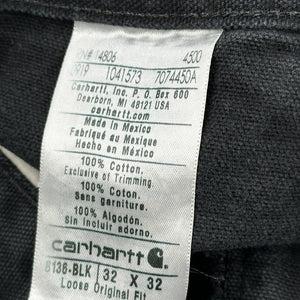 RN# 14806 4500
0919 1041573 7074450A
Carhartt, Inc. P. O. Box 600
Dearborn, MI 48121 USA
carhartt.com
Made in Mexico
Fabriqué au Mexique
Hecho en México
100% Cotton.
Exclusive of Trimming
100% Coton.
Sans garniture.
100% Algodón.
Sin Incluir adorno.
carhartt
B136-BLK 32 X 32
Loose Original Fit